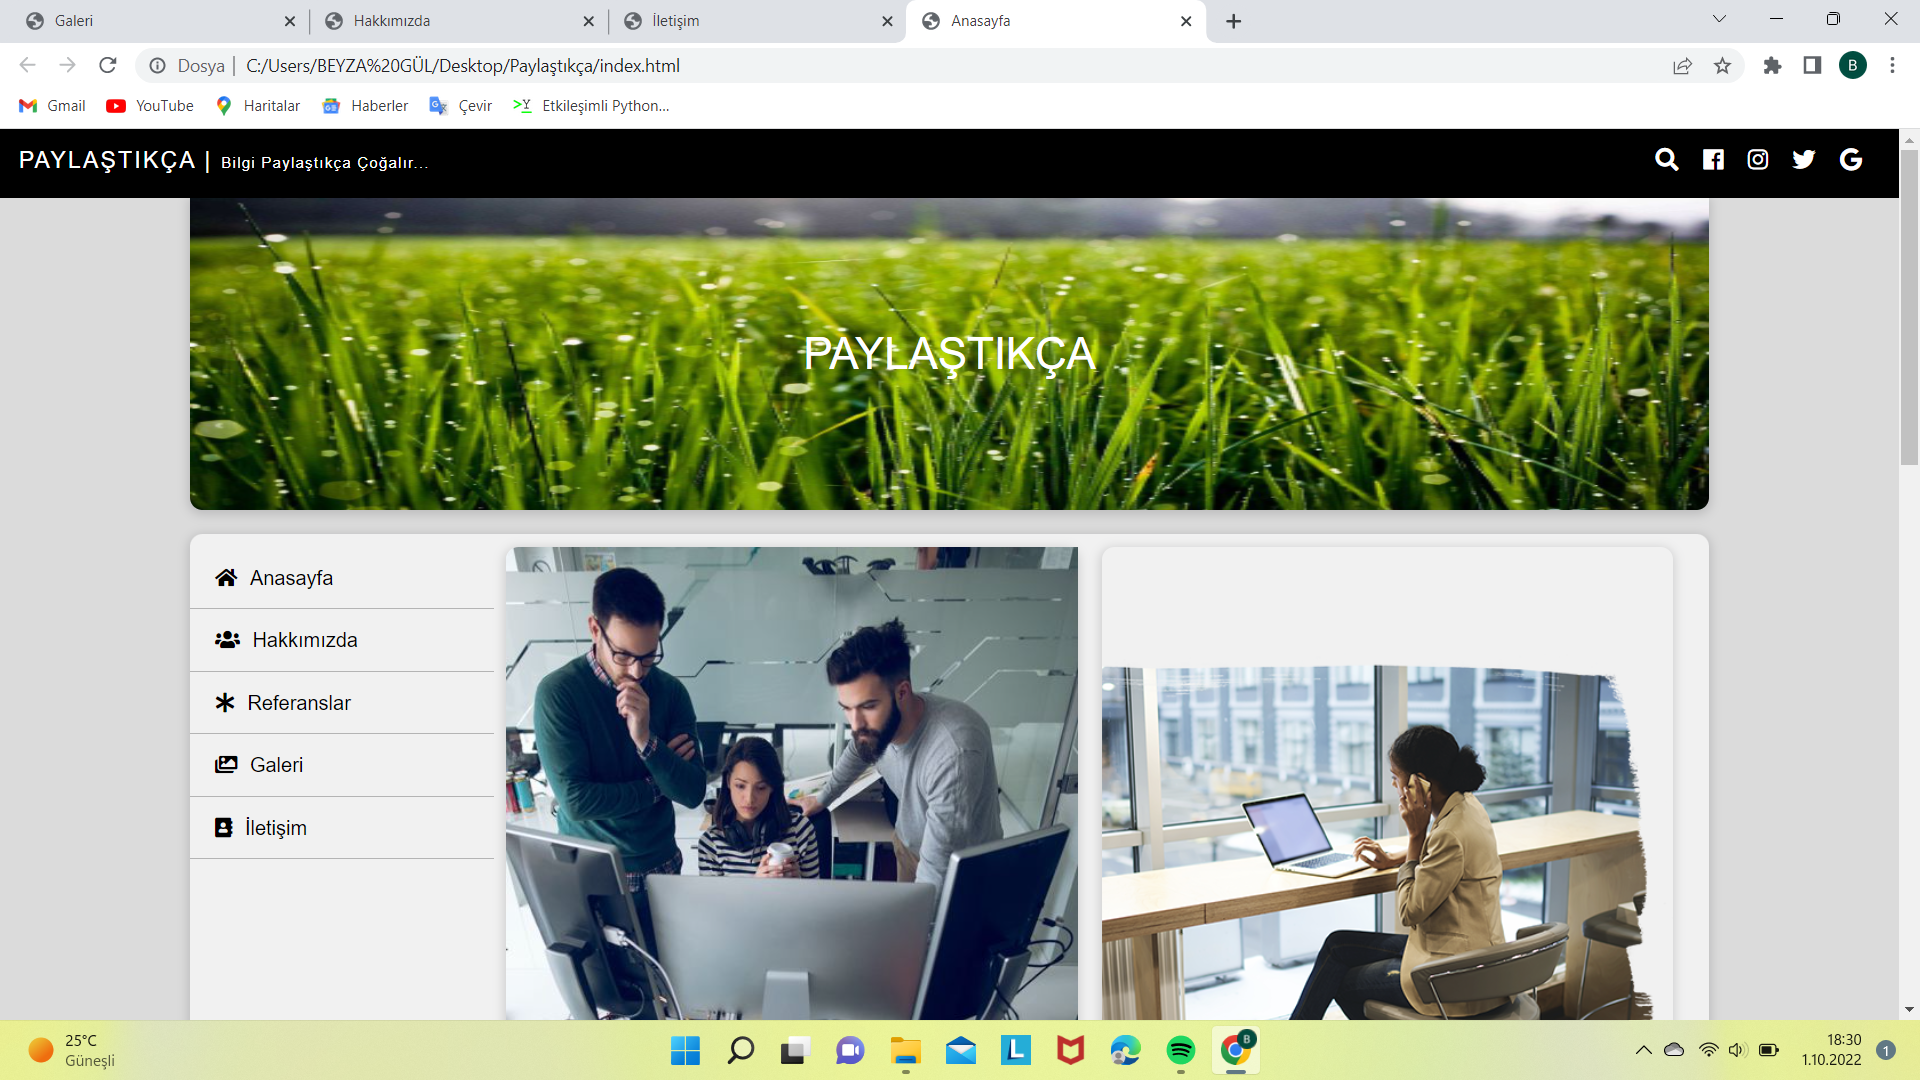 Galeri
Hakkımızda
İletişim
Anasayfa
Dosya | C:/Users/BEYZA%20GÜL/Desktop/Paylaştıkça/index.html
B
Gmail
YouTube
Haritalar
Haberler
Çevir
Etkileşimli Python...
PAYLAŞTIKÇA | Bilgi Paylaştıkça Çoğalır...
PAYLAŞTIKÇA
Anasayfa
Hakkımızda
Referanslar
Galeri
İletişim
25°C
Güneşli
B
18:30
1.10.2022
1